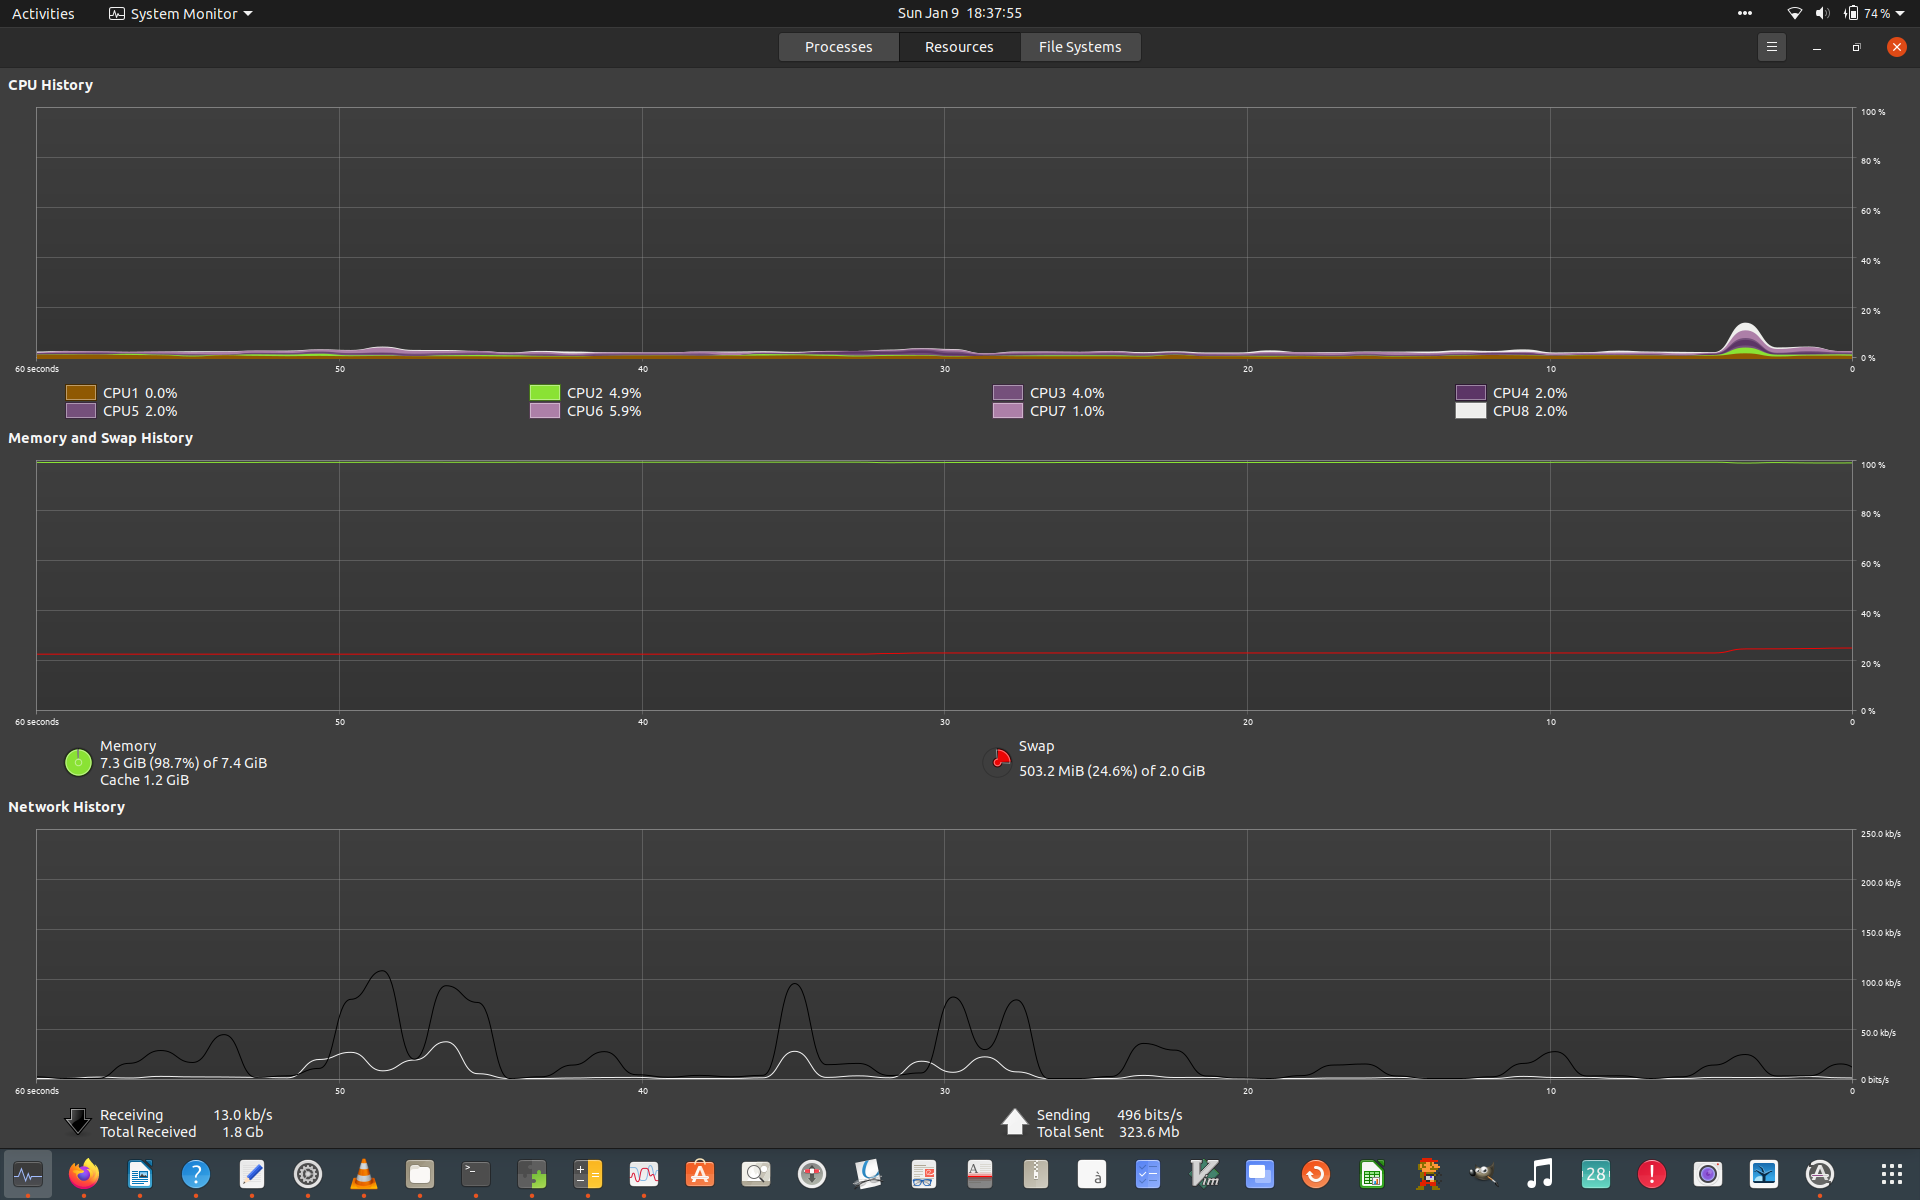 Activities System Monitor Sun Jan 9 18:37:55 74 %
Processes Resources File Systems
CPU History
100 %
80 %
60 %
40 %
20 %
0 %
60 seconds 50 40 30 20 10 0
CPU1 0.0% CPU2 4.9% CPU3 4.0% CPU4 2.0%
CPU5 2.0% CPU6 5.9% CPU7 1.0% CPU8 2.0%
Memory and Swap History
100 %
80 %
60 %
40 %
20 %
0 %
60 seconds 50 40 30 20 10 0
Memory Swap
7.3 GiB (98.7%) of 7.4 GiB 503.2 MiB (24.6%) of 2.0 GiB
Cache 1.2 GiB
Network History
250.0 kb/s
200.0 kb/s
150.0 kb/s
100.0 kb/s
50.0 kb/s
0 bits/s
60 seconds 50 40 30 20 10 0
Receiving 13.0 kb/s Sending 496 bits/s
Total Received 1.8 Gb Total Sent 323.6 Mb
? >_ A à Vim 28 !